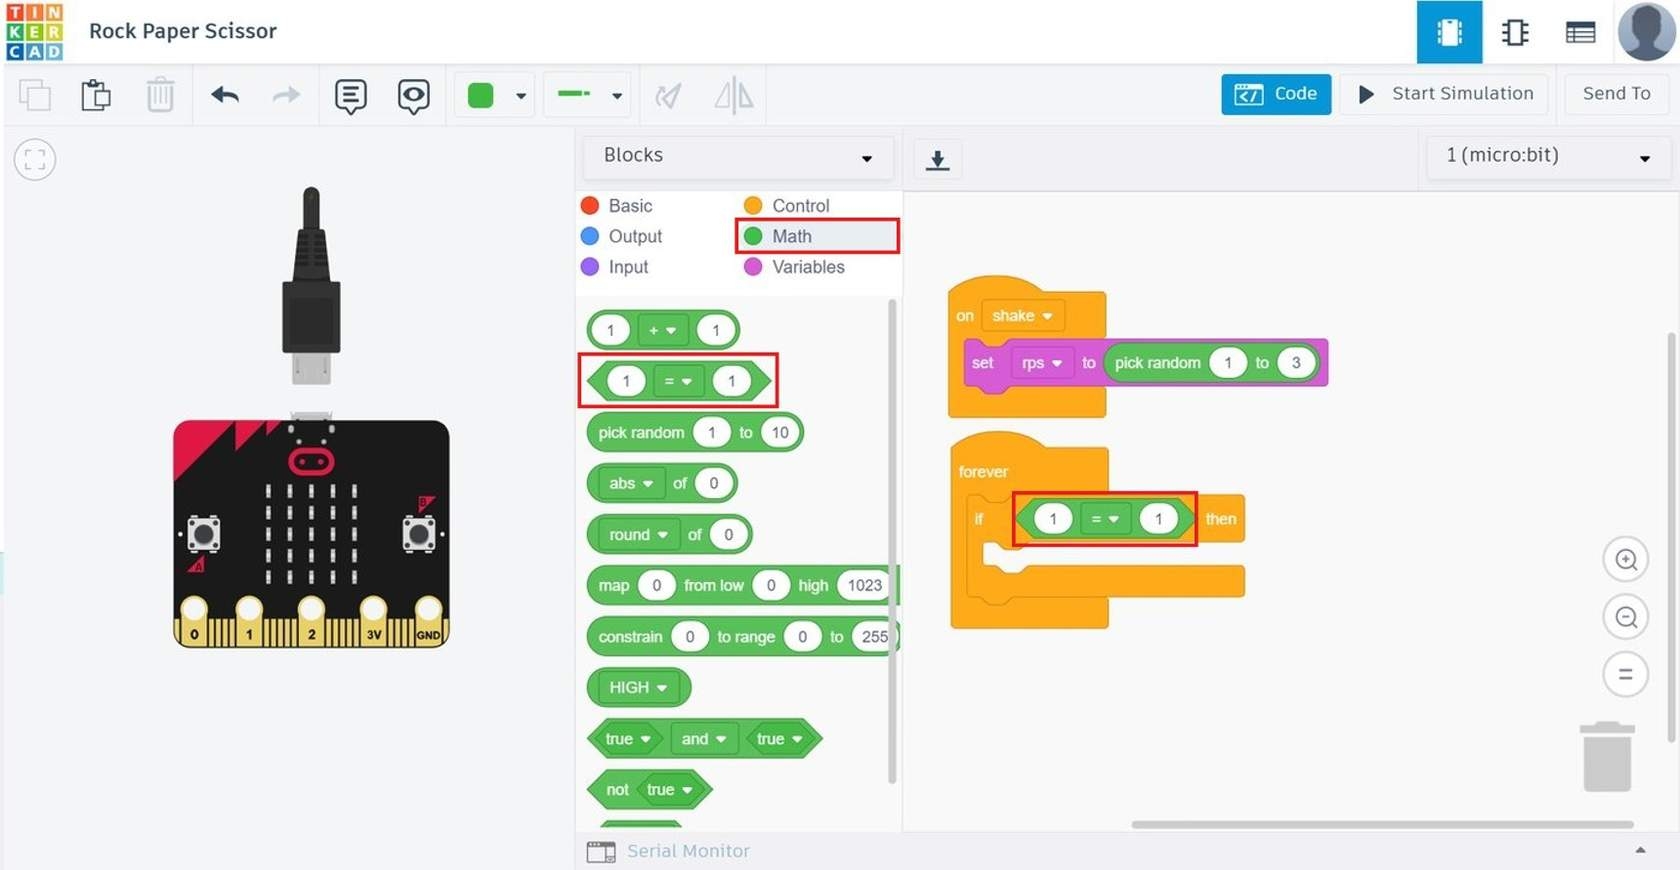 TIN
KER
CAD
Rock Paper Scissor
Code
Start Simulation
Send To
Blocks
1 (micro:bit)
Basic
Control
Output
Math
Input
Variables
1 + 1
1 = 1
pick random 1 to 10
abs of 0
round of 0
map 0 from low 0 high 1023
constrain 0 to range 0 to 255
HIGH
true and true
not true
on shake
set rps to pick random 1 to 3
forever
if 1 = 1 then
B
A
0 1 2 3V GND
Serial Monitor